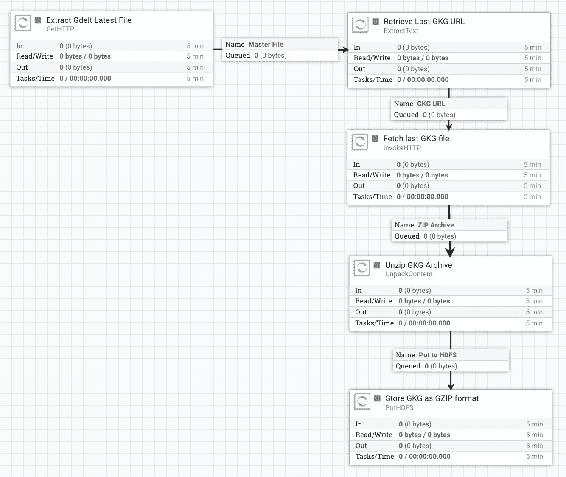 Extract Gdelt Latest File
GetHTTP
In 0 (0 bytes) 5 min
Read/Write 0 bytes / 0 bytes 5 min
Out 0 (0 bytes) 5 min
Tasks/Time 0 / 00:00:00.000 5 min
Name Master File
Queued 0 (0 bytes)
Retrieve Last GKG URL
ExtractText
In 0 (0 bytes) 5 min
Read/Write 0 bytes / 0 bytes 5 min
Out 0 (0 bytes) 5 min
Tasks/Time 0 / 00:00:00.000 5 min
Name GKG URL
Queued 0 (0 bytes)
Fetch last GKG file
InvokeHTTP
In 0 (0 bytes) 5 min
Read/Write 0 bytes / 0 bytes 5 min
Out 0 (0 bytes) 5 min
Tasks/Time 0 / 00:00:00.000 5 min
Name ZIP Archive
Queued 0 (0 bytes)
Unzip GKG Archive
UnpackContent
In 0 (0 bytes) 5 min
Read/Write 0 bytes / 0 bytes 5 min
Out 0 (0 bytes) 5 min
Tasks/Time 0 / 00:00:00.000 5 min
Name Put to HDFS
Queued 0 (0 bytes)
Store GKG as GZIP format
PutHDFS
In 0 (0 bytes) 5 min
Read/Write 0 bytes / 0 bytes 5 min
Out 0 (0 bytes) 5 min
Tasks/Time 0 / 00:00:00.000 5 min